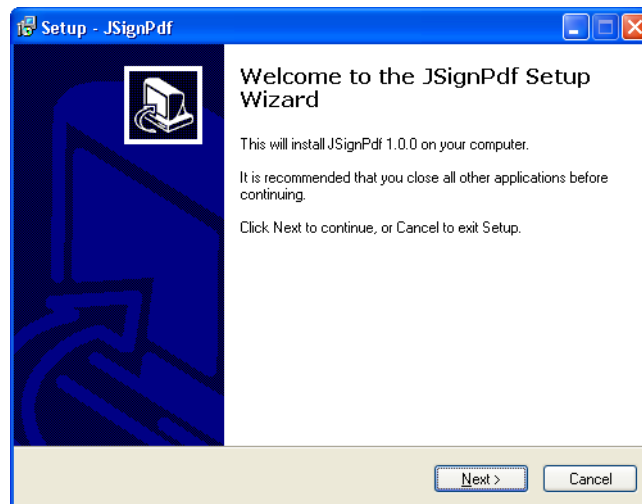 Setup - JSignPdf
Welcome to the JSignPdf Setup
Wizard
This will install JSignPdf 1.0.0 on your computer.
It is recommended that you close all other applications before
continuing.
Click Next to continue, or Cancel to exit Setup.
Next >
Cancel